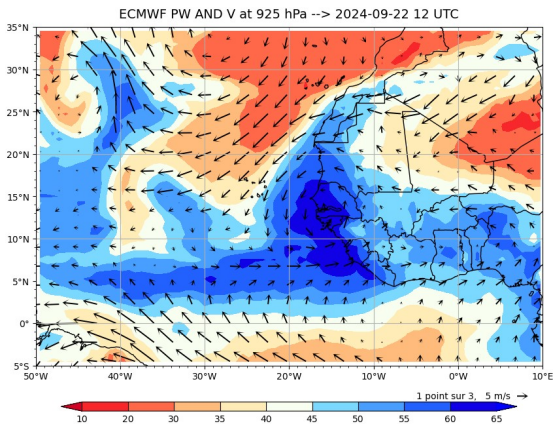 ECMWF PW AND V at 925 hPa --> 2024-09-22 12 UTC
35°N
30°N
25°N
20°N
15°N
10°N
5°N
0°
5°S
50°W 40°W 30°W 20°W 10°W 0°W 10°E
1 point sur 3, 5 m/s
10 20 30 35 40 50 55 60 65